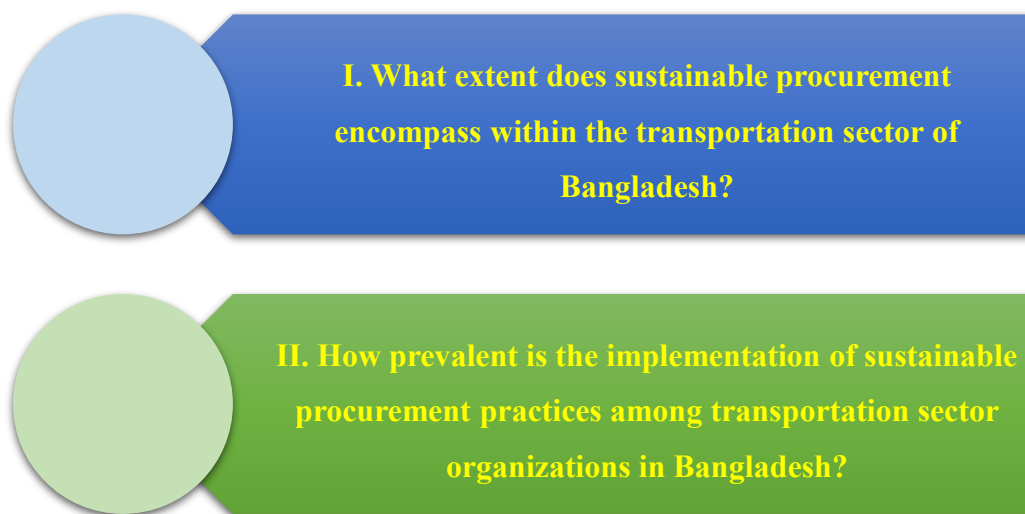 I. What extent does sustainable procurement
encompass within the transportation sector of
Bangladesh?
II. How prevalent is the implementation of sustainable
procurement practices among transportation sector
organizations in Bangladesh?